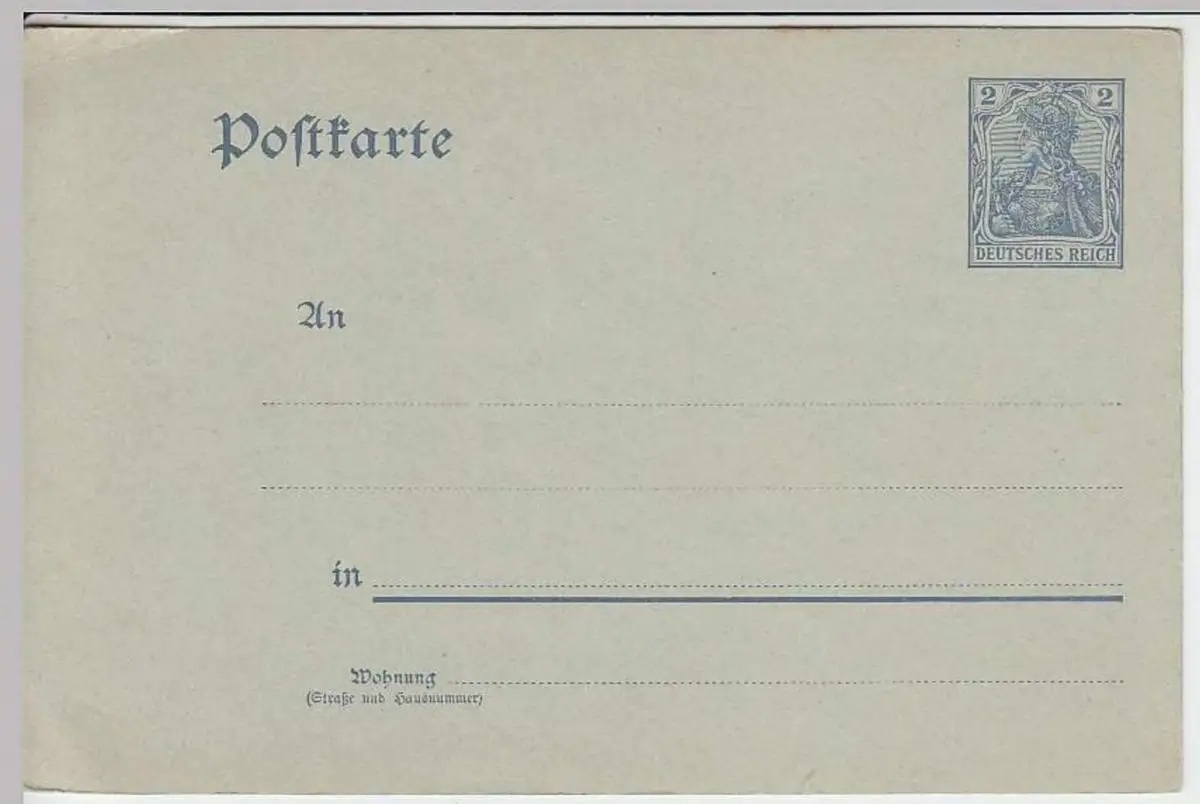 Postkarte
2 2
DEUTSCHES REICH
An
in
Wohnung
(Straße und Hausnummer)